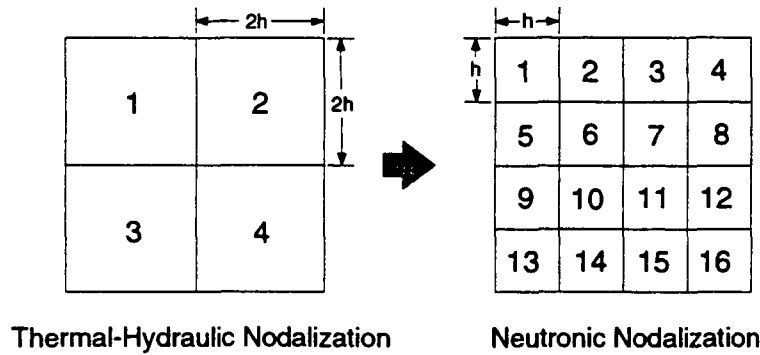 2h
h
2h
h
1 2
3 4
1 2 3 4
5 6 7 8
9 10 11 12
13 14 15 16
Thermal-Hydraulic Nodalization
Neutronic Nodalization